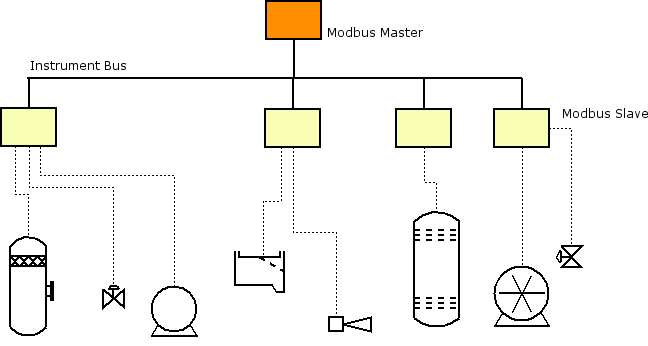 Modbus Master
Instrument Bus
Modbus Slave